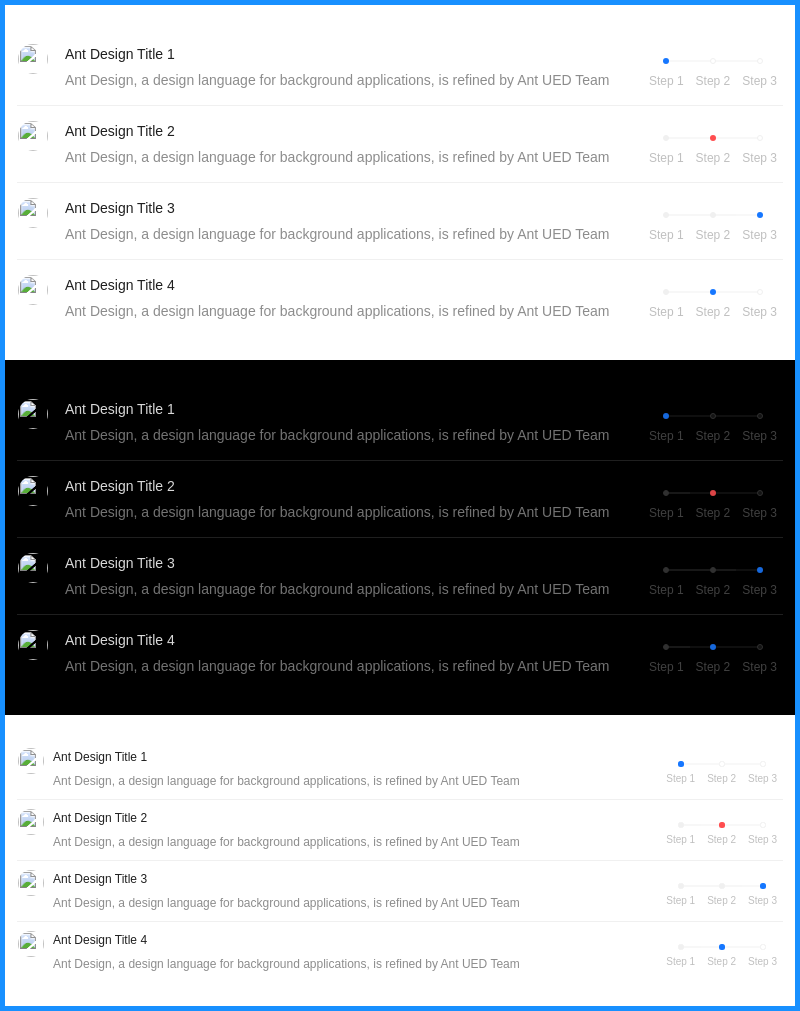 Ant Design Title 1
Ant Design, a design language for background applications, is refined by Ant UED Team
Step 1 Step 2 Step 3
Ant Design Title 2
Ant Design, a design language for background applications, is refined by Ant UED Team
Step 1 Step 2 Step 3
Ant Design Title 3
Ant Design, a design language for background applications, is refined by Ant UED Team
Step 1 Step 2 Step 3
Ant Design Title 4
Ant Design, a design language for background applications, is refined by Ant UED Team
Step 1 Step 2 Step 3
Ant Design Title 1
Ant Design, a design language for background applications, is refined by Ant UED Team
Step 1 Step 2 Step 3
Ant Design Title 2
Ant Design, a design language for background applications, is refined by Ant UED Team
Step 1 Step 2 Step 3
Ant Design Title 3
Ant Design, a design language for background applications, is refined by Ant UED Team
Step 1 Step 2 Step 3
Ant Design Title 4
Ant Design, a design language for background applications, is refined by Ant UED Team
Step 1 Step 2 Step 3
Ant Design Title 1
Ant Design, a design language for background applications, is refined by Ant UED Team
Step 1 Step 2 Step 3
Ant Design Title 2
Ant Design, a design language for background applications, is refined by Ant UED Team
Step 1 Step 2 Step 3
Ant Design Title 3
Ant Design, a design language for background applications, is refined by Ant UED Team
Step 1 Step 2 Step 3
Ant Design Title 4
Ant Design, a design language for background applications, is refined by Ant UED Team
Step 1 Step 2 Step 3